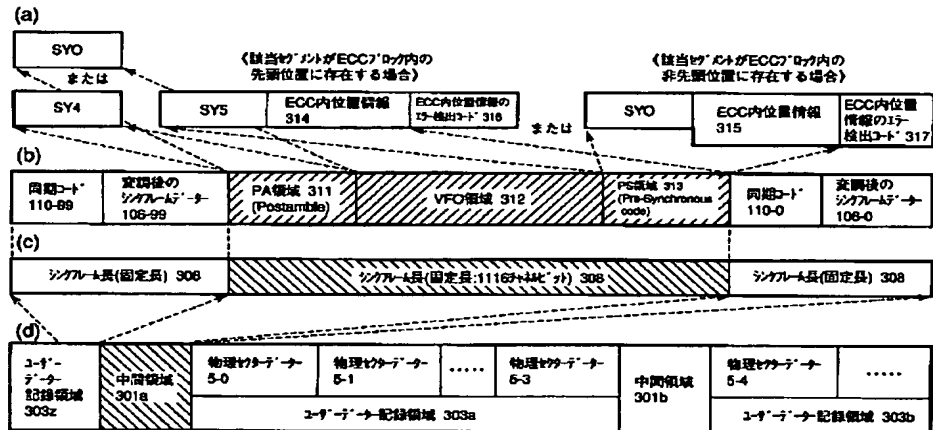 (a)
SYO
または
SY4
《該当ｾｸﾞﾒﾝﾄがECCﾌﾞﾛｯｸ内の
先頭位置に存在する場合》
SY5
ECC内位置情報
314
ECC内位置情報の
ｴﾗｰ検出ｺｰﾄﾞ 316
または
《該当ｾｸﾞﾒﾝﾄがECCﾌﾞﾛｯｸ内の
非先頭位置に存在する場合》
SYO
ECC内位置情報
315
ECC内位置
情報のｴﾗｰ
検出ｺｰﾄﾞ 317
(b)
同期ｺｰﾄﾞ
110-99
変調後の
ｼﾝｸﾌﾚｰﾑﾃﾞｰﾀｰ
106-99
PA領域 311
(Postamble)
VFO領域 312
PS領域 313
(Pre-Synchronous
code)
同期ｺｰﾄﾞ
110-0
変調後の
ｼﾝｸﾌﾚｰﾑﾃﾞｰﾀｰ
106-0
(c)
ｼﾝｸﾌﾚｰﾑ長(固定長) 308
ｼﾝｸﾌﾚｰﾑ長(固定長:1116ﾁｬﾈﾙﾋﾞｯﾄ) 308
ｼﾝｸﾌﾚｰﾑ長(固定長) 308
(d)
ﾕｰｻﾞｰ
ﾃﾞｰﾀｰ
記録領域
303z
中間領域
301a
物理ｾｸﾀｰﾃﾞｰﾀｰ
5-0
物理ｾｸﾀｰﾃﾞｰﾀｰ
5-1
.....
物理ｾｸﾀｰﾃﾞｰﾀｰ
5-3
ﾕｰｻﾞｰﾃﾞｰﾀｰ記録領域 303a
中間領域
301b
物理ｾｸﾀｰﾃﾞｰﾀｰ
5-4
.....
ﾕｰｻﾞｰﾃﾞｰﾀｰ記録領域 303b